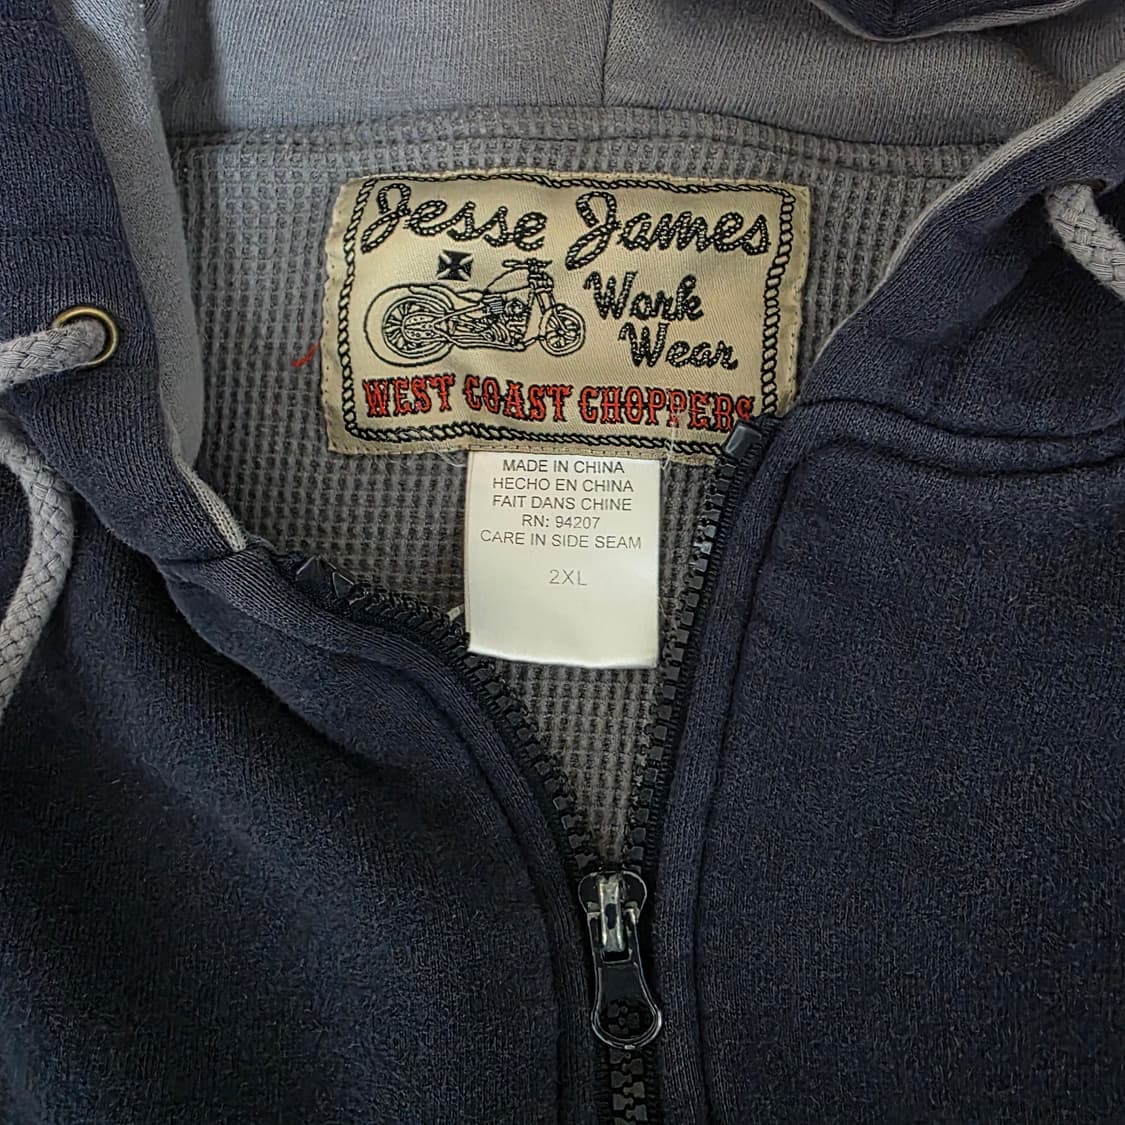 Jesse James
Work
Wear
WEST COAST CHOPPERS
MADE IN CHINA
HECHO EN CHINA
FAIT DANS CHINE
RN: 94207
CARE IN SIDE SEAM
2XL